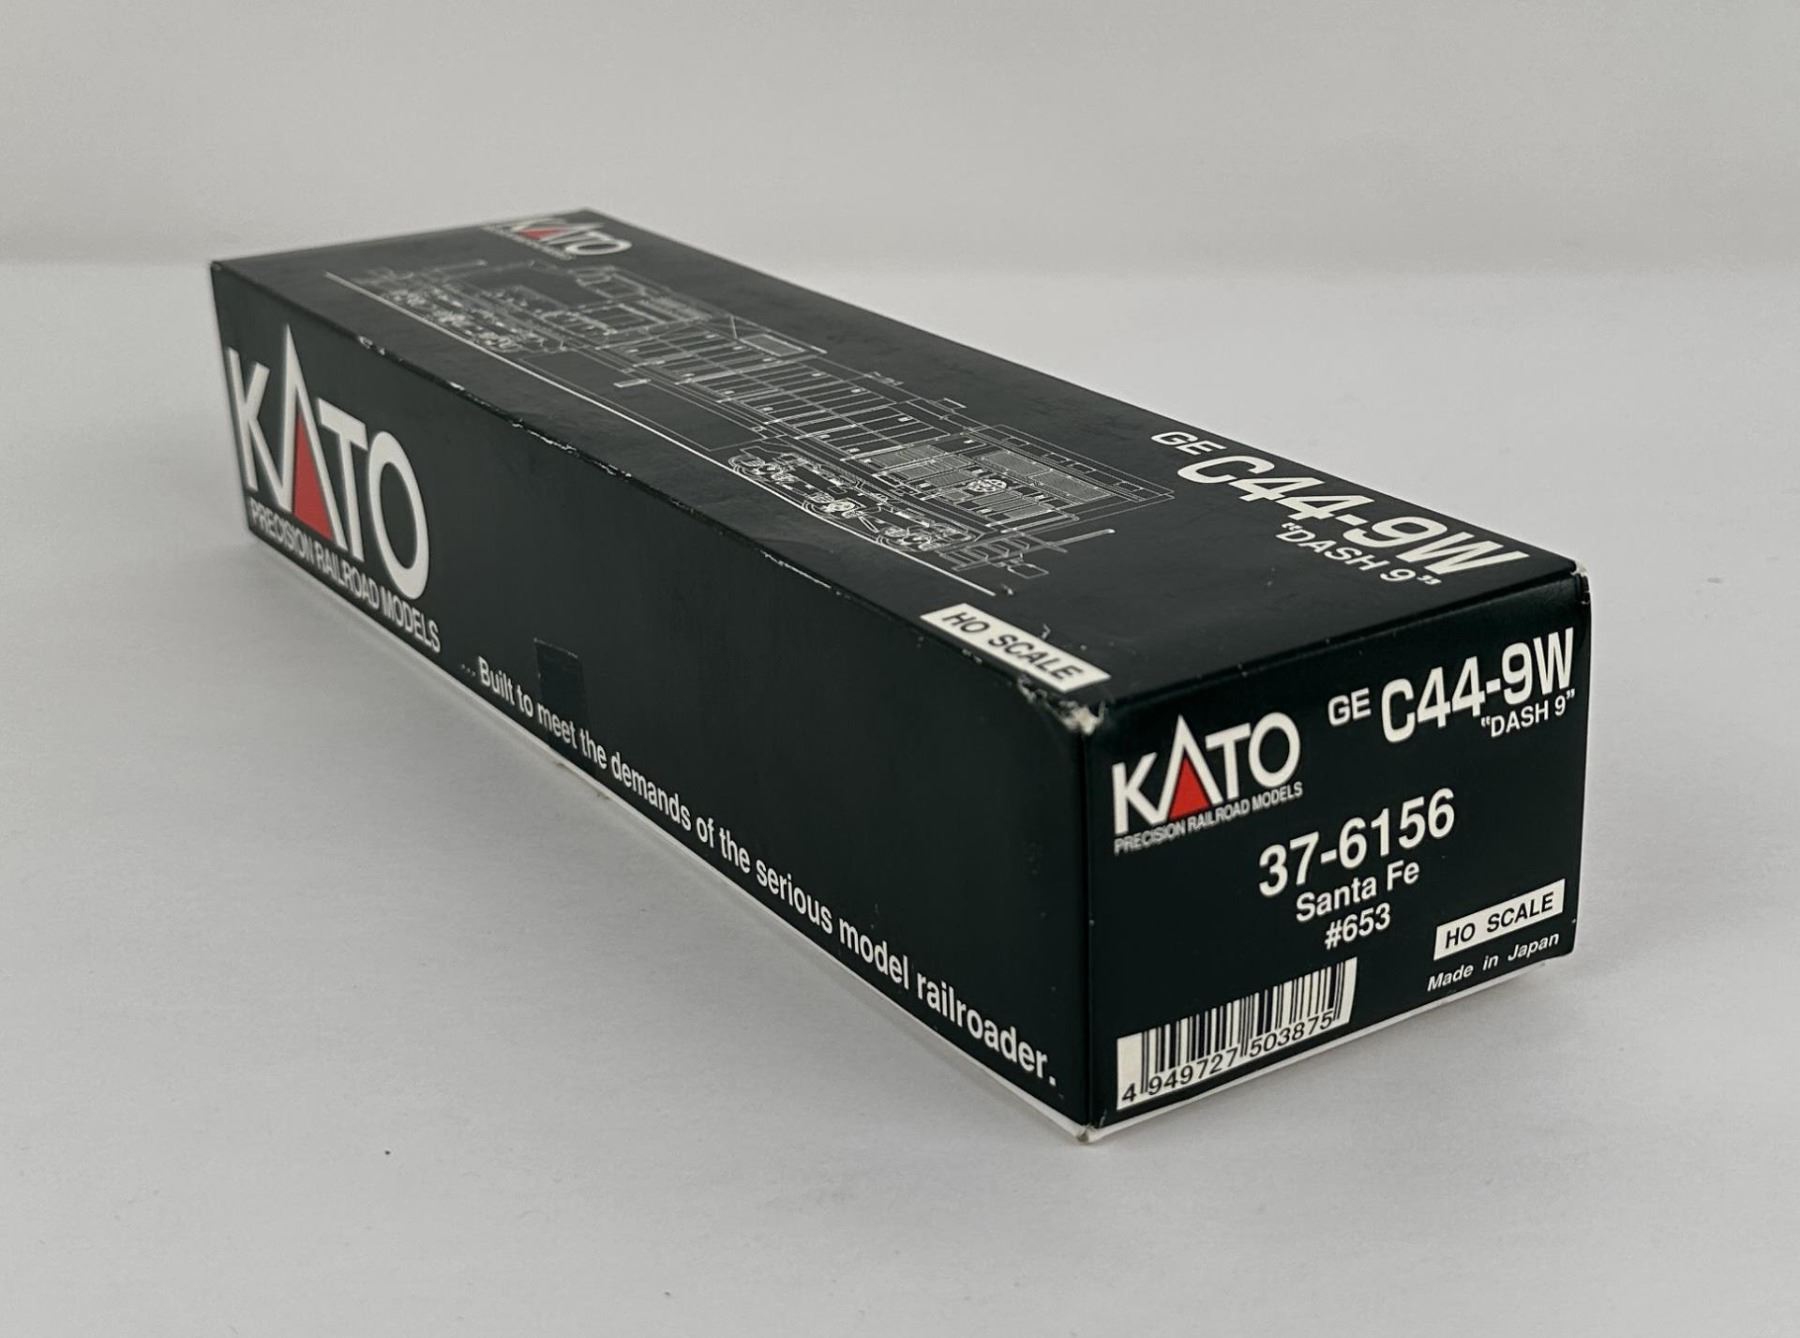 KATO
GE C44-9W
"DASH 9"
HO SCALE
KATO
PRECISION RAILROAD MODELS
...Built to meet the demands of the serious model railroader.
KATO
PRECISION RAILROAD MODELS
GE C44-9W
"DASH 9"
37-6156
Santa Fe
#653
HO SCALE
Made in Japan
4 949727 503875